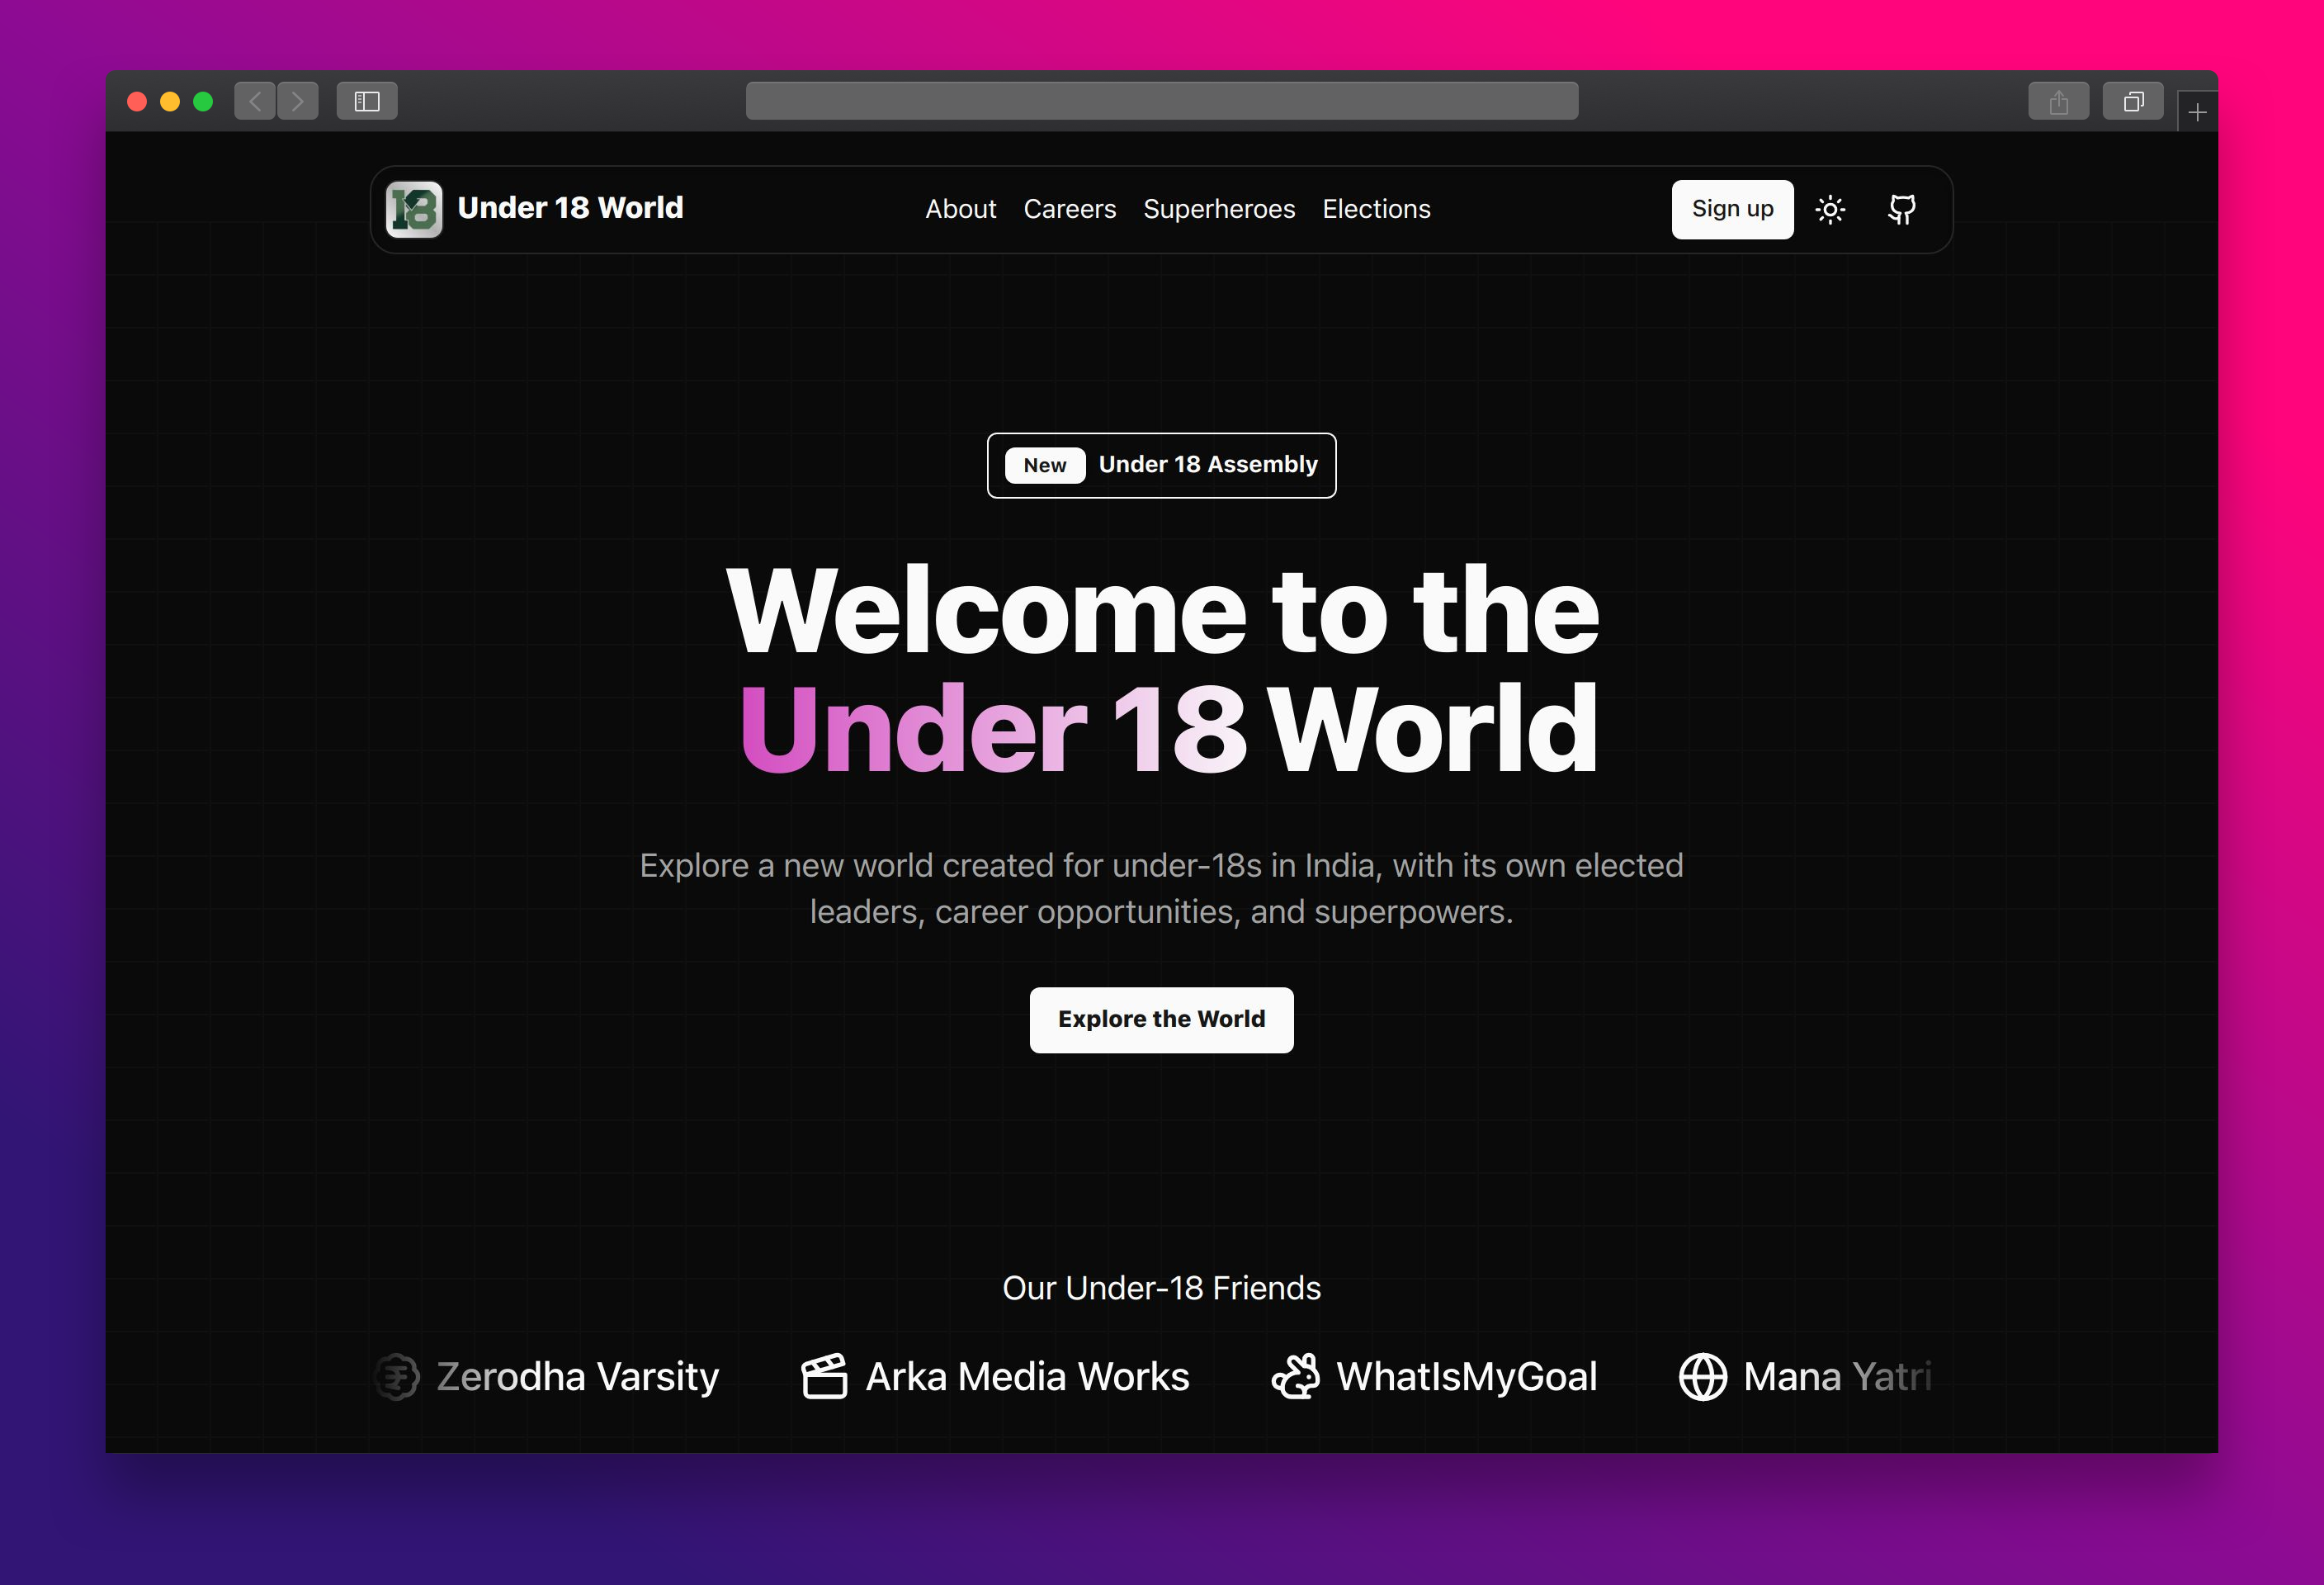 18
Under 18 World
About
Careers
Superheroes
Elections
Sign up
New
Under 18 Assembly
Welcome to the
Under 18 World
Explore a new world created for under-18s in India, with its own elected
leaders, career opportunities, and superpowers.
Explore the World
Our Under-18 Friends
Zerodha Varsity
Arka Media Works
WhatIsMyGoal
Mana Yatri